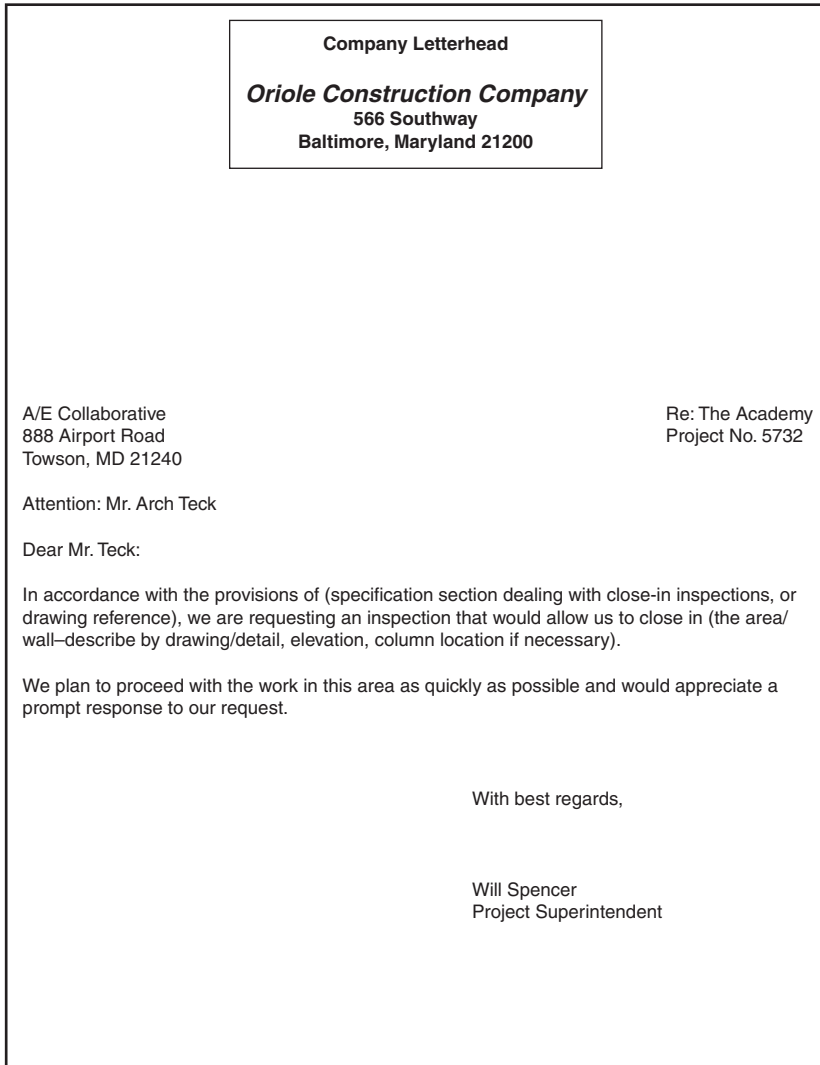 Company Letterhead
Oriole Construction Company
566 Southway
Baltimore, Maryland 21200
A/E Collaborative
888 Airport Road
Towson, MD 21240
Re: The Academy
Project No. 5732
Attention: Mr. Arch Teck
Dear Mr. Teck:
In accordance with the provisions of (specification section dealing with close-in inspections, or
drawing reference), we are requesting an inspection that would allow us to close in (the area/
wall–describe by drawing/detail, elevation, column location if necessary).
We plan to proceed with the work in this area as quickly as possible and would appreciate a
prompt response to our request.
With best regards,
Will Spencer
Project Superintendent